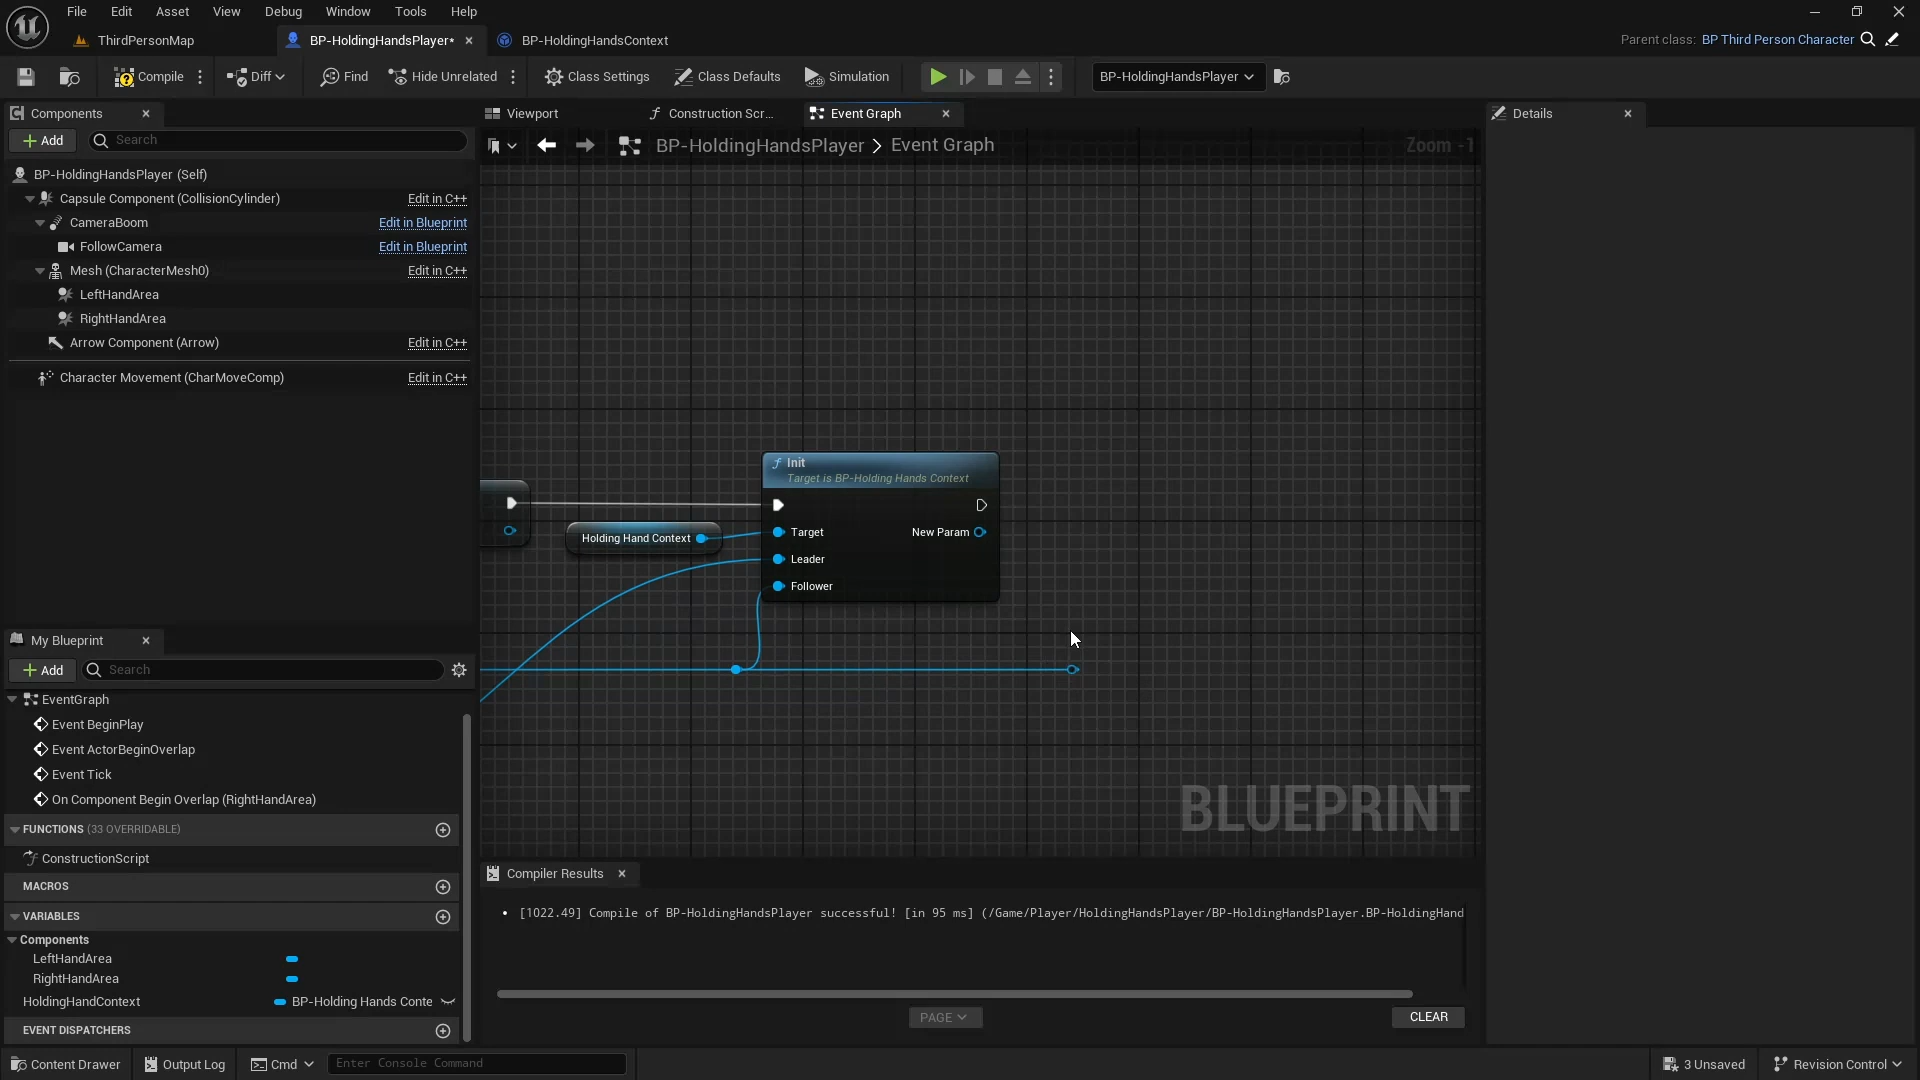 File Edit Asset View Debug Window Tools Help
ThirdPersonMap BP-HoldingHandsPlayer* BP-HoldingHandsContext Parent class: BP Third Person Character
Compile Diff Find Hide Unrelated Class Settings Class Defaults Simulation BP-HoldingHandsPlayer
Components Viewport Construction Scr... Event Graph Details
Add Search
BP-HoldingHandsPlayer > Event Graph Zoom -1
BP-HoldingHandsPlayer (Self)
Capsule Component (CollisionCylinder) Edit in C++
CameraBoom Edit in Blueprint
FollowCamera Edit in Blueprint
Mesh (CharacterMesh0) Edit in C++
LeftHandArea
RightHandArea
Arrow Component (Arrow) Edit in C++
Character Movement (CharMoveComp) Edit in C++
Init
Target is BP-Holding Hands Context
Holding Hand Context
Target New Param
Leader
Follower
BLUEPRINT
My Blueprint
Add Search
EventGraph
Event BeginPlay
Event ActorBeginOverlap
Event Tick
On Component Begin Overlap (RightHandArea)
FUNCTIONS (33 OVERRIDABLE)
ConstructionScript
MACROS
VARIABLES
Components
LeftHandArea
RightHandArea
HoldingHandContext BP-Holding Hands Conte
EVENT DISPATCHERS
Compiler Results
• [1022.49] Compile of BP-HoldingHandsPlayer successful! [in 95 ms] (/Game/Player/HoldingHandsPlayer/BP-HoldingHandsPlayer.BP-HoldingHand
PAGE CLEAR
Content Drawer Output Log Cmd Enter Console Command 3 Unsaved Revision Control